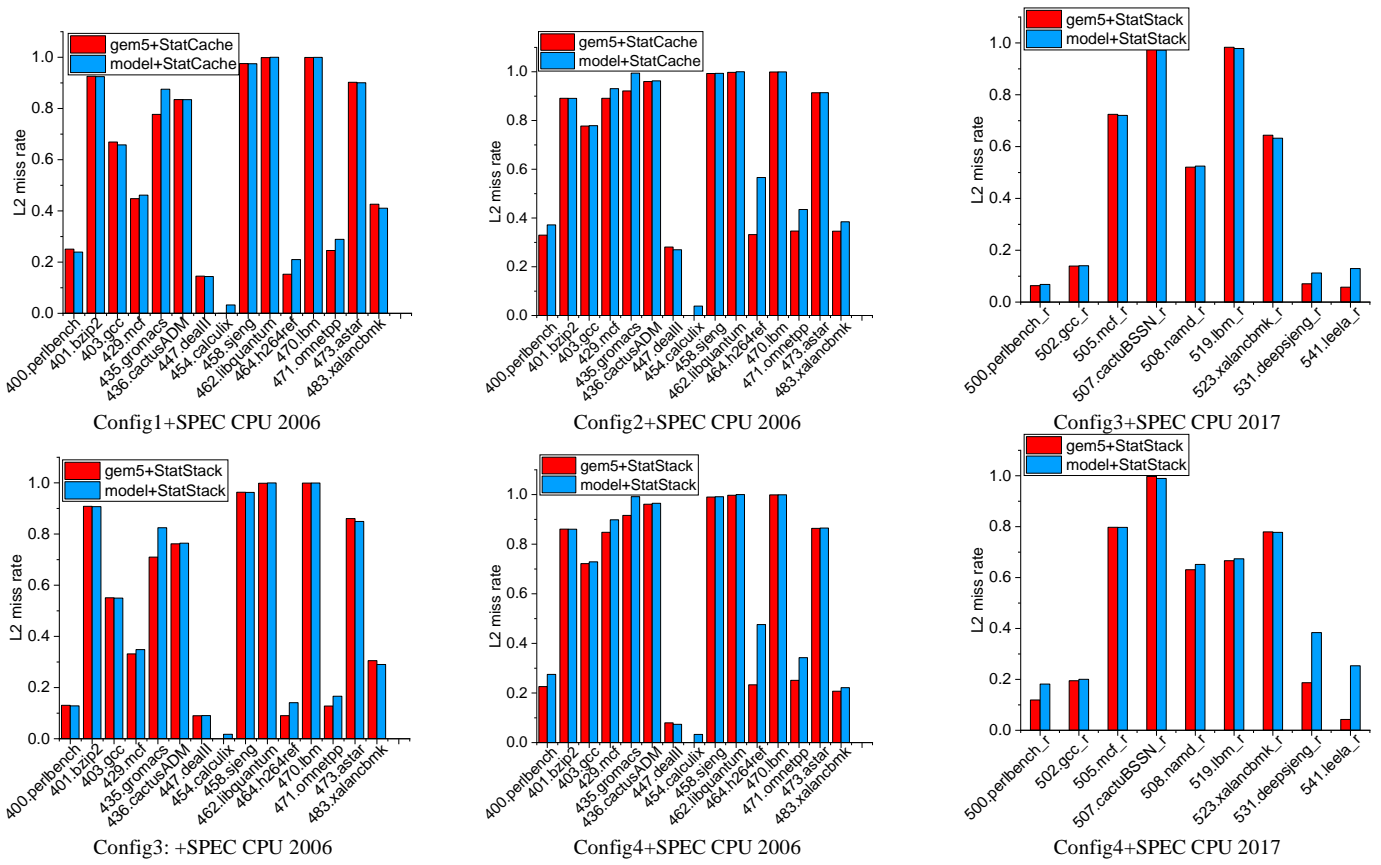 gem5+StatCache
model+StatCache
L2 miss rate
1.0
0.8
0.6
0.4
0.2
0.0
400.perlbench
401.bzip2
403.gcc
429.mcf
435.gromacs
436.cactusADM
447.dealII
454.calculix
458.sjeng
462.libquantum
464.h264ref
470.lbm
471.omnetpp
473.astar
483.xalancbmk
Config1+SPEC CPU 2006
gem5+StatCache
model+StatCache
L2 miss rate
1.0
0.8
0.6
0.4
0.2
0.0
400.perlbench
401.bzip2
403.gcc
429.mcf
435.gromacs
436.cactusADM
447.dealII
454.calculix
458.sjeng
462.libquantum
464.h264ref
470.lbm
471.omnetpp
473.astar
483.xalancbmk
Config2+SPEC CPU 2006
gem5+StatStack
model+StatStack
L2 miss rate
1.0
0.8
0.6
0.4
0.2
0.0
500.perlbench_r
502.gcc_r
505.mcf_r
507.cactuBSSN_r
508.namd_r
519.lbm_r
523.xalancbmk_r
531.deepsjeng_r
541.leela_r
Config3+SPEC CPU 2017
gem5+StatStack
model+StatStack
L2 miss rate
1.0
0.8
0.6
0.4
0.2
0.0
400.perlbench
401.bzip2
403.gcc
429.mcf
435.gromacs
436.cactusADM
447.dealII
454.calculix
458.sjeng
462.libquantum
464.h264ref
470.lbm
471.omnetpp
473.astar
483.xalancbmk
Config3: +SPEC CPU 2006
gem5+StatStack
model+StatStack
L2 miss rate
1.0
0.8
0.6
0.4
0.2
0.0
400.perlbench
401.bzip2
403.gcc
429.mcf
435.gromacs
436.cactusADM
447.dealII
454.calculix
458.sjeng
462.libquantum
464.h264ref
470.lbm
471.omnetpp
473.astar
483.xalancbmk
Config4+SPEC CPU 2006
gem5+StatStack
model+StatStack
L2 miss rate
1.0
0.8
0.6
0.4
0.2
0.0
500.perlbench_r
502.gcc_r
505.mcf_r
507.cactuBSSN_r
508.namd_r
519.lbm_r
523.xalancbmk_r
531.deepsjeng_r
541.leela_r
Config4+SPEC CPU 2017